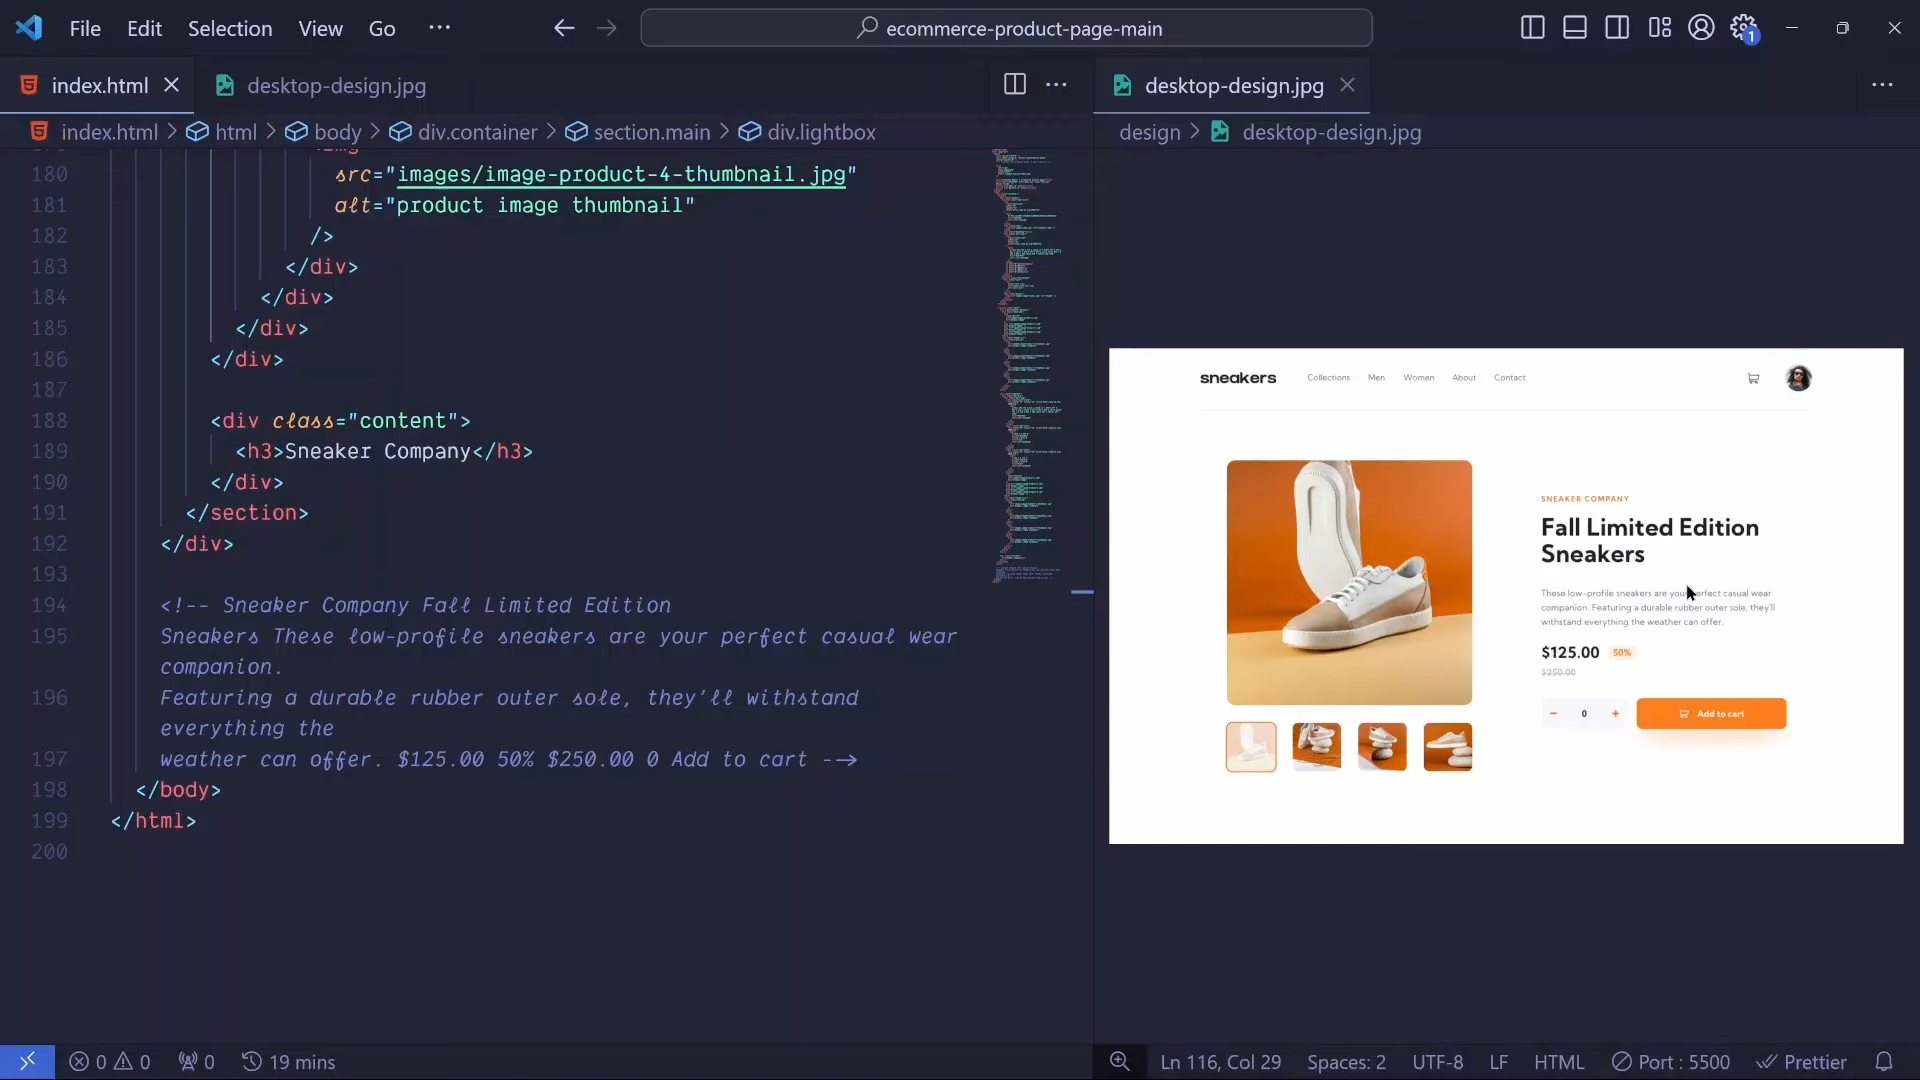 File Edit Selection View Go ···
ecommerce-product-page-main
1
index.html
desktop-design.jpg
index.html > html > body > div.container > section.main > div.lightbox
180 src="images/image-product-4-thumbnail.jpg"
181 alt="product image thumbnail"
182 />
183 </div>
184 </div>
185 </div>
186 </div>
187
188 <div class="content">
189 <h3>Sneaker Company</h3>
190 </div>
191 </section>
192 </div>
193
194 <!-- Sneaker Company Fall Limited Edition
195 Sneakers These low-profile sneakers are your perfect casual wear
companion.
196 Featuring a durable rubber outer sole, they’ll withstand
everything the
197 weather can offer. $125.00 50% $250.00 0 Add to cart -->
198 </body>
199 </html>
200
desktop-design.jpg
design > desktop-design.jpg
sneakers Collections Men Women About Contact
SNEAKER COMPANY
Fall Limited Edition
Sneakers
These low-profile sneakers are your perfect casual wear
companion. Featuring a durable rubber outer sole, they’ll
withstand everything the weather can offer.
$125.00 50%
$250.00
− 0 + Add to cart
0 0 0 19 mins
Ln 116, Col 29 Spaces: 2 UTF-8 LF HTML Port : 5500 Prettier